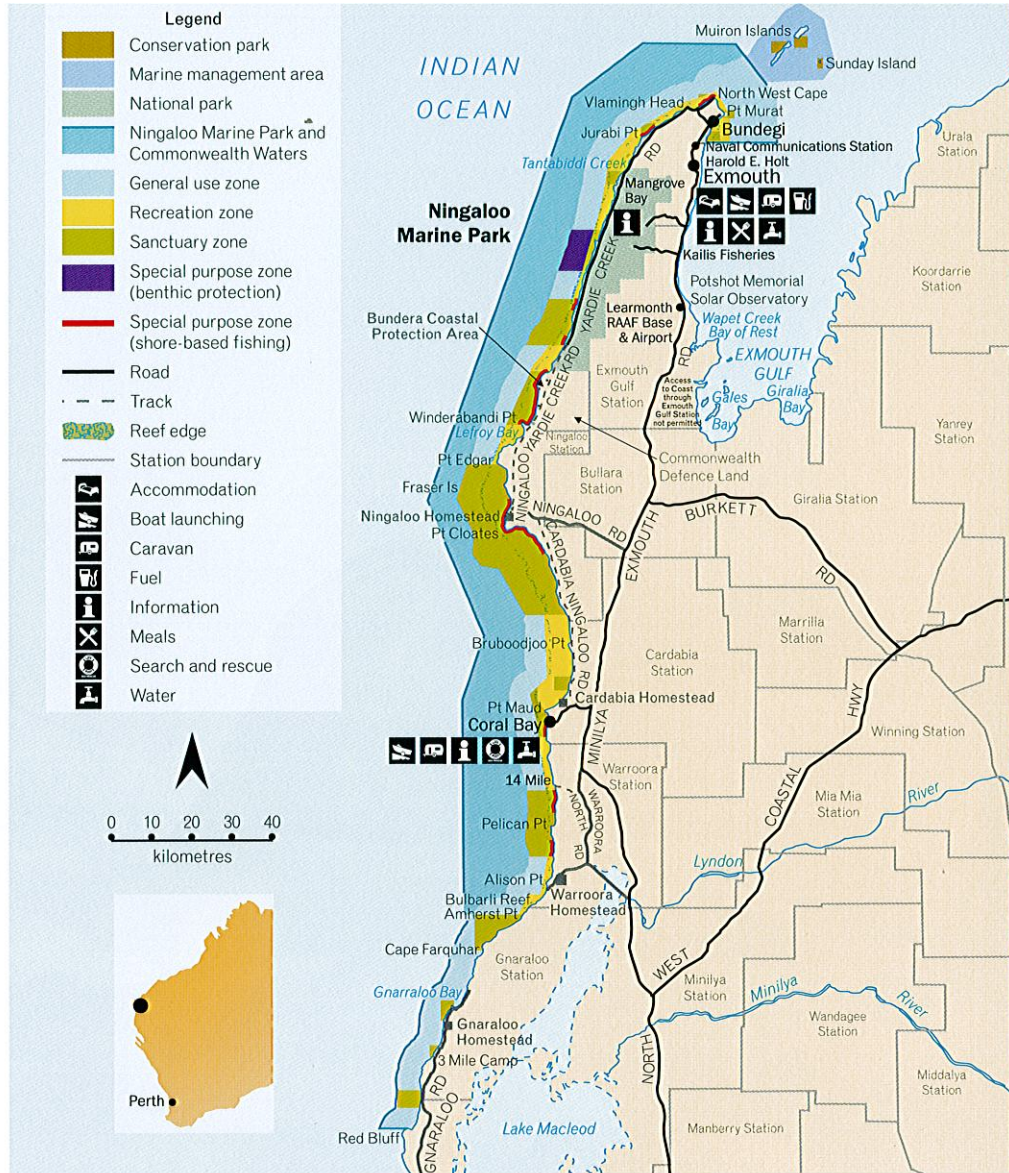 Legend
Conservation park
Marine management area
National park
Ningaloo Marine Park and
Commonwealth Waters
General use zone
Recreation zone
Sanctuary zone
Special purpose zone
(benthic protection)
Special purpose zone
(shore-based fishing)
Road
Track
Reef edge
Station boundary
Accommodation
Boat launching
Caravan
Fuel
Information
Meals
Search and rescue
Water
0 10 20 30 40
kilometres
Perth
INDIAN
OCEAN
Muiron Islands
Sunday Island
North West Cape
Vlamingh Head
Pt Murat
Bundegi
Jurabi Pt
Naval Communications Station
Harold E. Holt
Tantabiddi Creek
RD
Exmouth
Mangrove
Bay
Ningaloo
Marine Park
YARDIE CREEK
Kailis Fisheries
Urala
Station
Koordarrie
Station
Potshot Memorial
Solar Observatory
Learmonth
RAAF Base
& Airport
Wapet Creek
Bay of Rest
Bundera Coastal
Protection Area
RD
EXMOUTH
GULF
Exmouth
Gulf
Station
Access
to Coast
through
Exmouth
Gulf Station
not permitted
RD
Gales
Bay
Giralia
Bay
Yanrey
Station
Winderabandi Pt
Lefroy Bay
NINGALOO YARDIE CREEK RD
Ningaloo
Station
Commonwealth
Defence Land
Pt Edgar
Bullara
Station
Giralia Station
Fraser Is
Ningaloo Homestead
NINGALOO RD
BURKETT
RD
Pt Cloates
EXMOUTH
CARDABIA NINGALOO RD
Marrilla
Station
Bruboodjoo Pt
Cardabia
Station
Cardabia Homestead
Pt Maud
Coral Bay
MINILYA
HWY
Winning Station
14 Mile
Warroora
Station
NORTH
WARROORA
RD
COASTAL
Mia Mia
Station
River
Pelican Pt
Lyndon
Alison Pt
Bulbarli Reef
Warroora
Homestead
Amherst Pt
Cape Farquhar
Gnaraloo
Station
WEST
Minilya
Station
Minilya
River
Gnarraloo Bay
Wandagee
Station
Gnaraloo
Homestead
3 Mile Camp
Middalya
Station
NORTH
GNARALOO RD
Lake Macleod
Manberry Station
Red Bluff